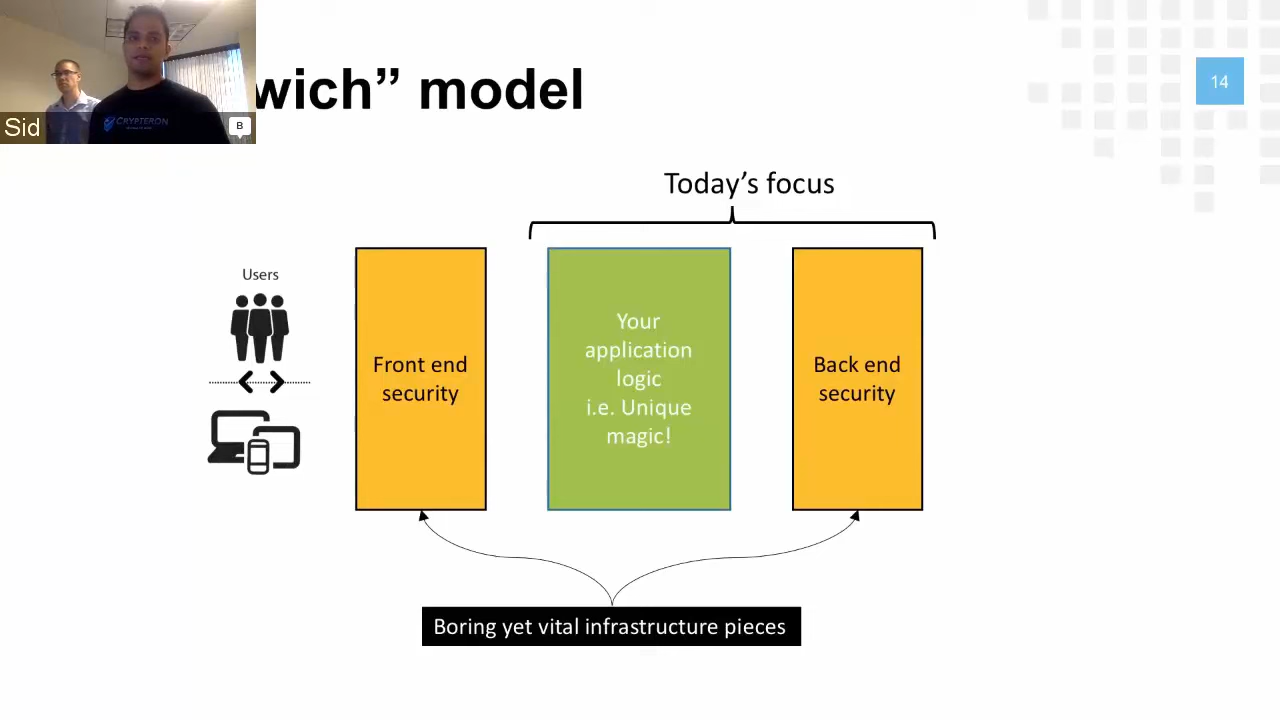 wich” model
14
Sid
CRYPTERON
B
Today’s focus
Users
Front end
security
Your
application
logic
i.e. Unique
magic!
Back end
security
Boring yet vital infrastructure pieces